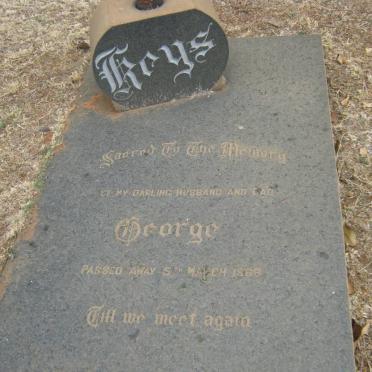 Keys
Sacred To The Memory
OF MY DARLING HUSBAND AND DAD
George
PASSED AWAY 5TH MARCH 1968
Till we meet again